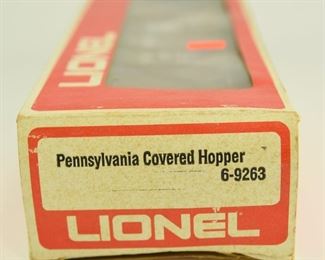 LIONEL
Pennsylvania Covered Hopper
6-9263
LIONEL